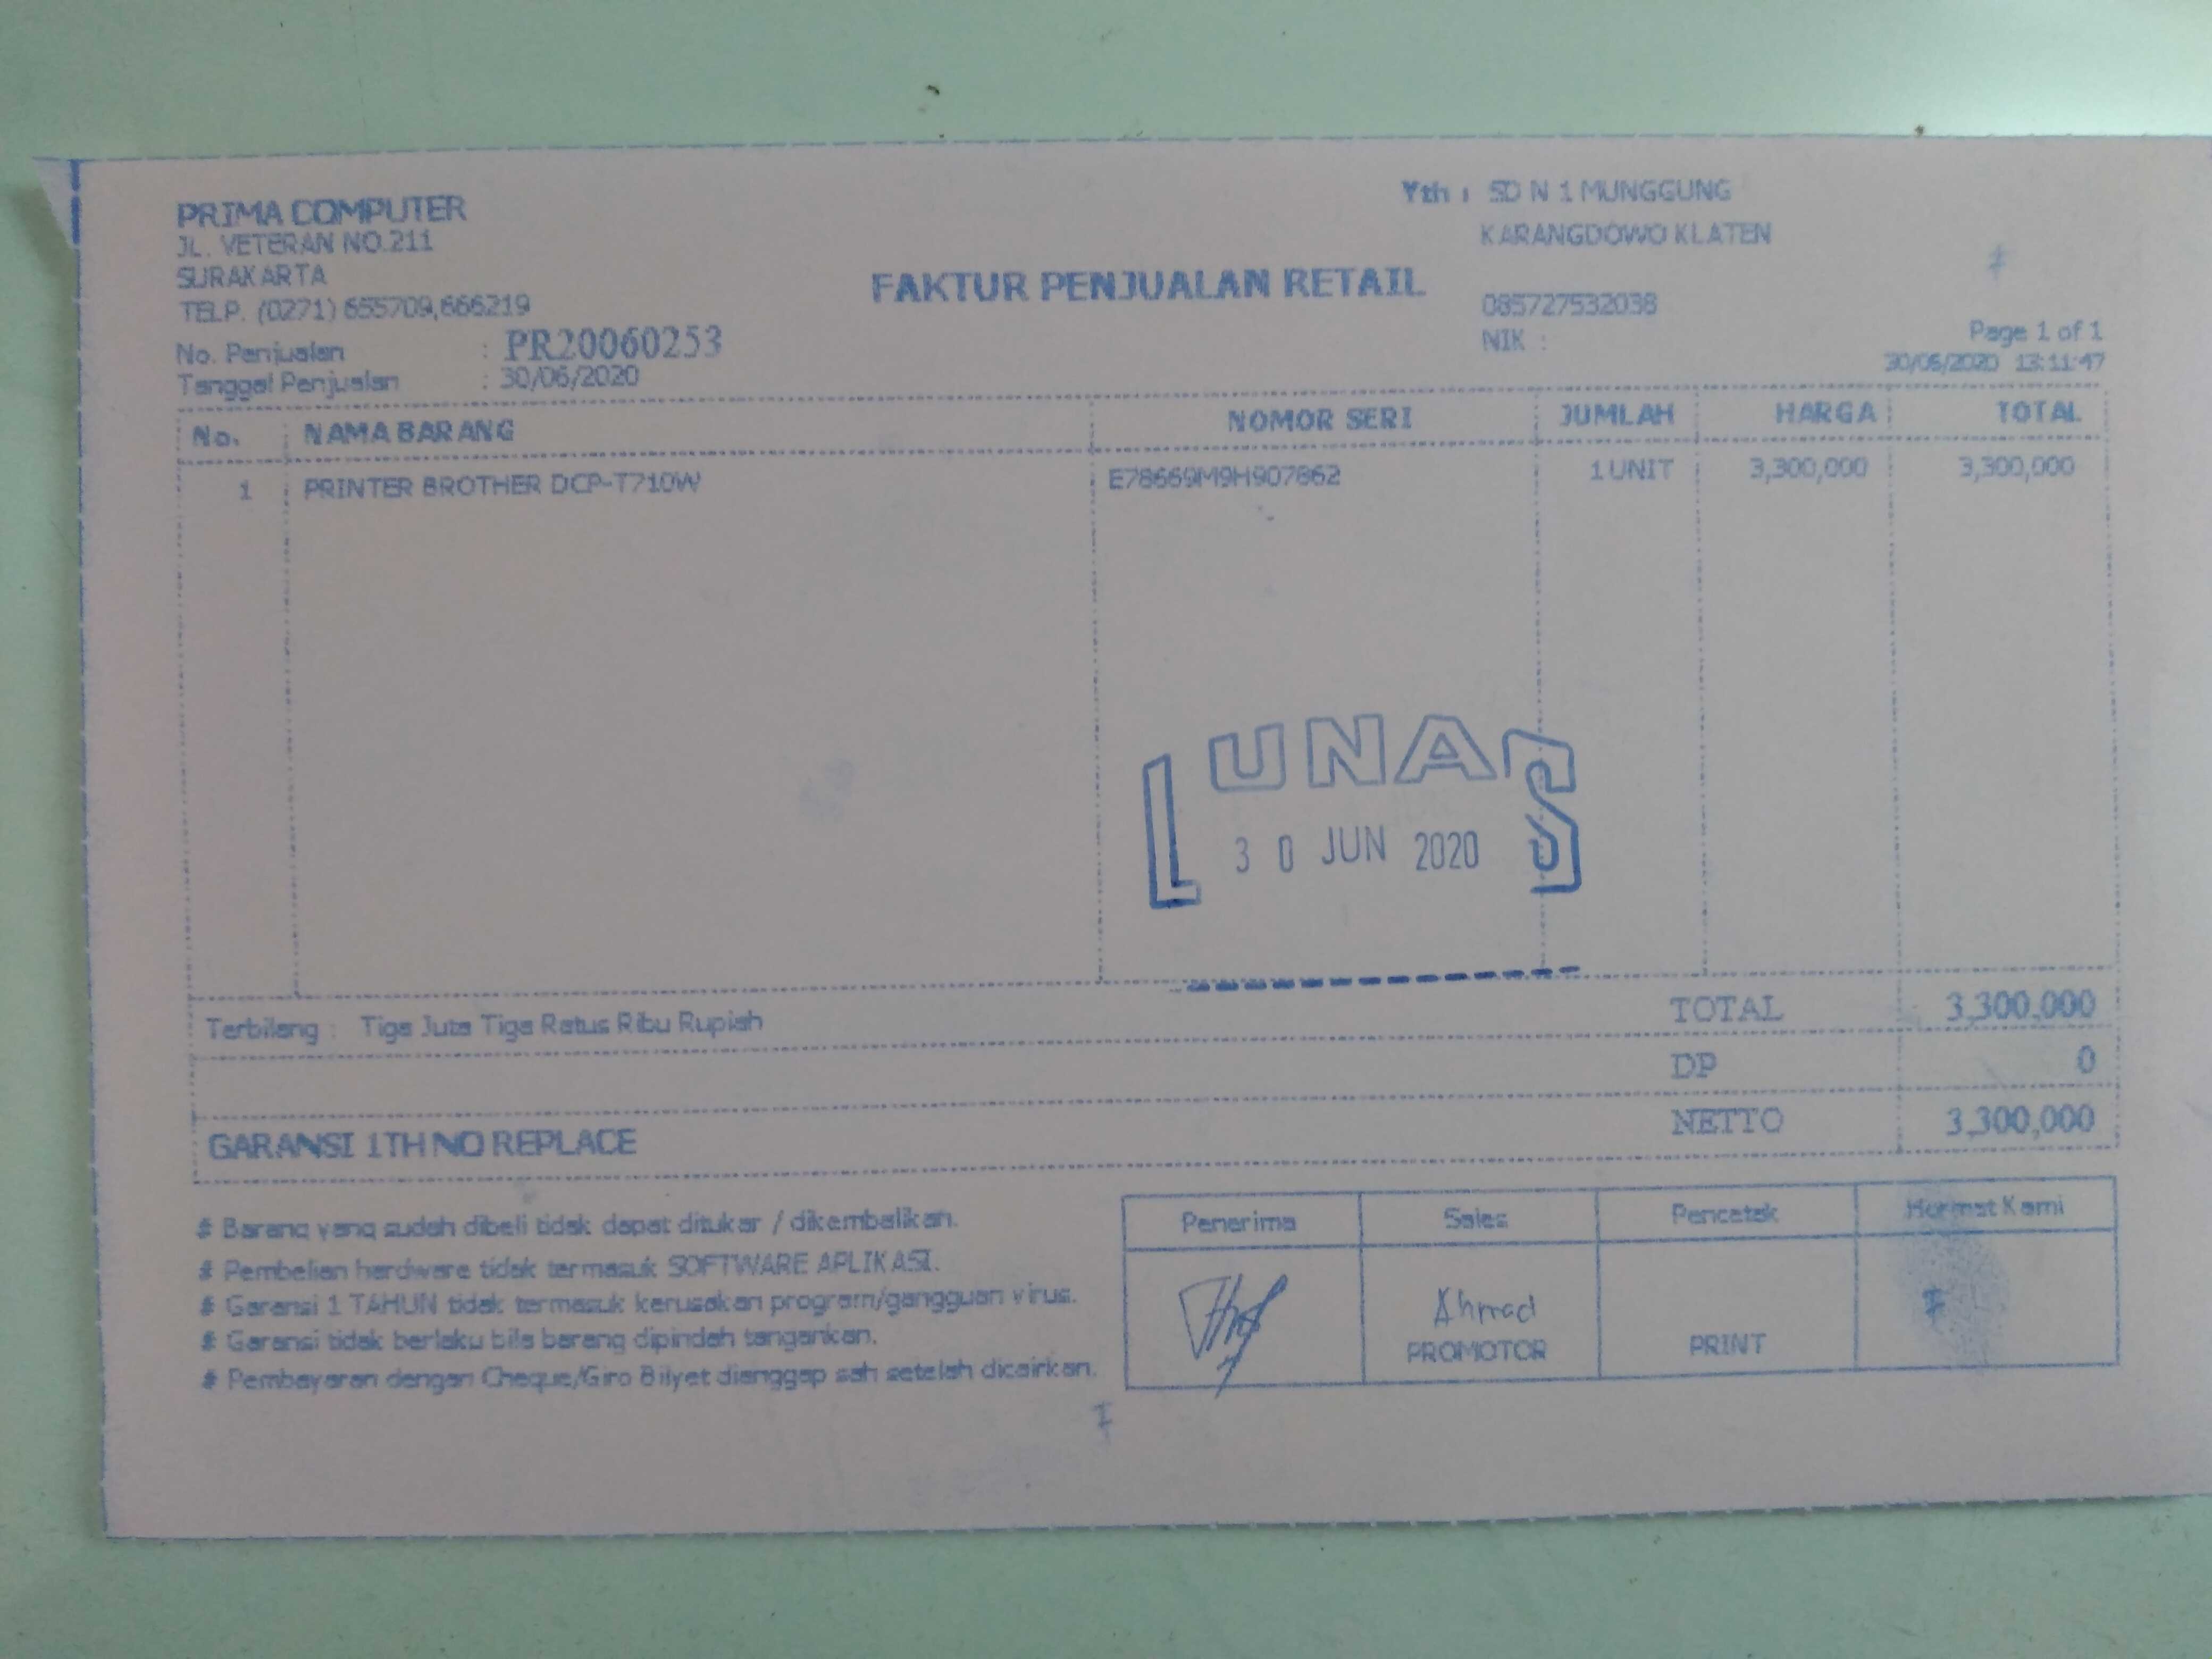 PRIMA COMPUTER
JL. VETERAN NO.211
SURAKARTA
TELP. (0271) 655709,666219
No. Penjualan : PR20060253
Tanggal Penjualan : 30/06/2020
FAKTUR PENJUALAN RETAIL
Yth : SD N 1 MUNGGUNG
KARANGDOWO KLATEN
085727532038
NIK :
Page 1 of 1
30/06/2020 13:11:47
No. NAMA BARANG NOMOR SERI JUMLAH HARGA TOTAL
1 PRINTER BROTHER DCP-T710W E78669M9H907862 1 UNIT 3,300,000 3,300,000
LUNAS
30 JUN 2020
Terbilang : Tiga Juta Tiga Ratus Ribu Rupiah TOTAL 3,300,000
DP 0
GARANSI 1TH NO REPLACE NETTO 3,300,000
# Barang yang sudah dibeli tidak dapat ditukar / dikembalikan.
# Pembelian hardware tidak termasuk SOFTWARE APLIKASI.
# Garansi 1 TAHUN tidak termasuk kerusakan program/gangguan virus.
# Garansi tidak berlaku bila barang dipindah tangankan.
# Pembayaran dengan Cheque/Giro Bilyet dianggap sah setelah dicairkan.
Penerima Sales Pencetak Hormat Kami
Ahmad
PROMOTOR PRINT